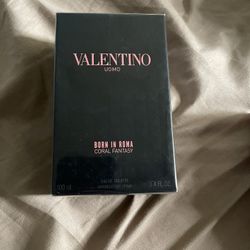 VALENTINO
UOMO
BORN IN ROMA
CORAL FANTASY
EAU DE TOILETTE
100 ml
3.4 FL.OZ.